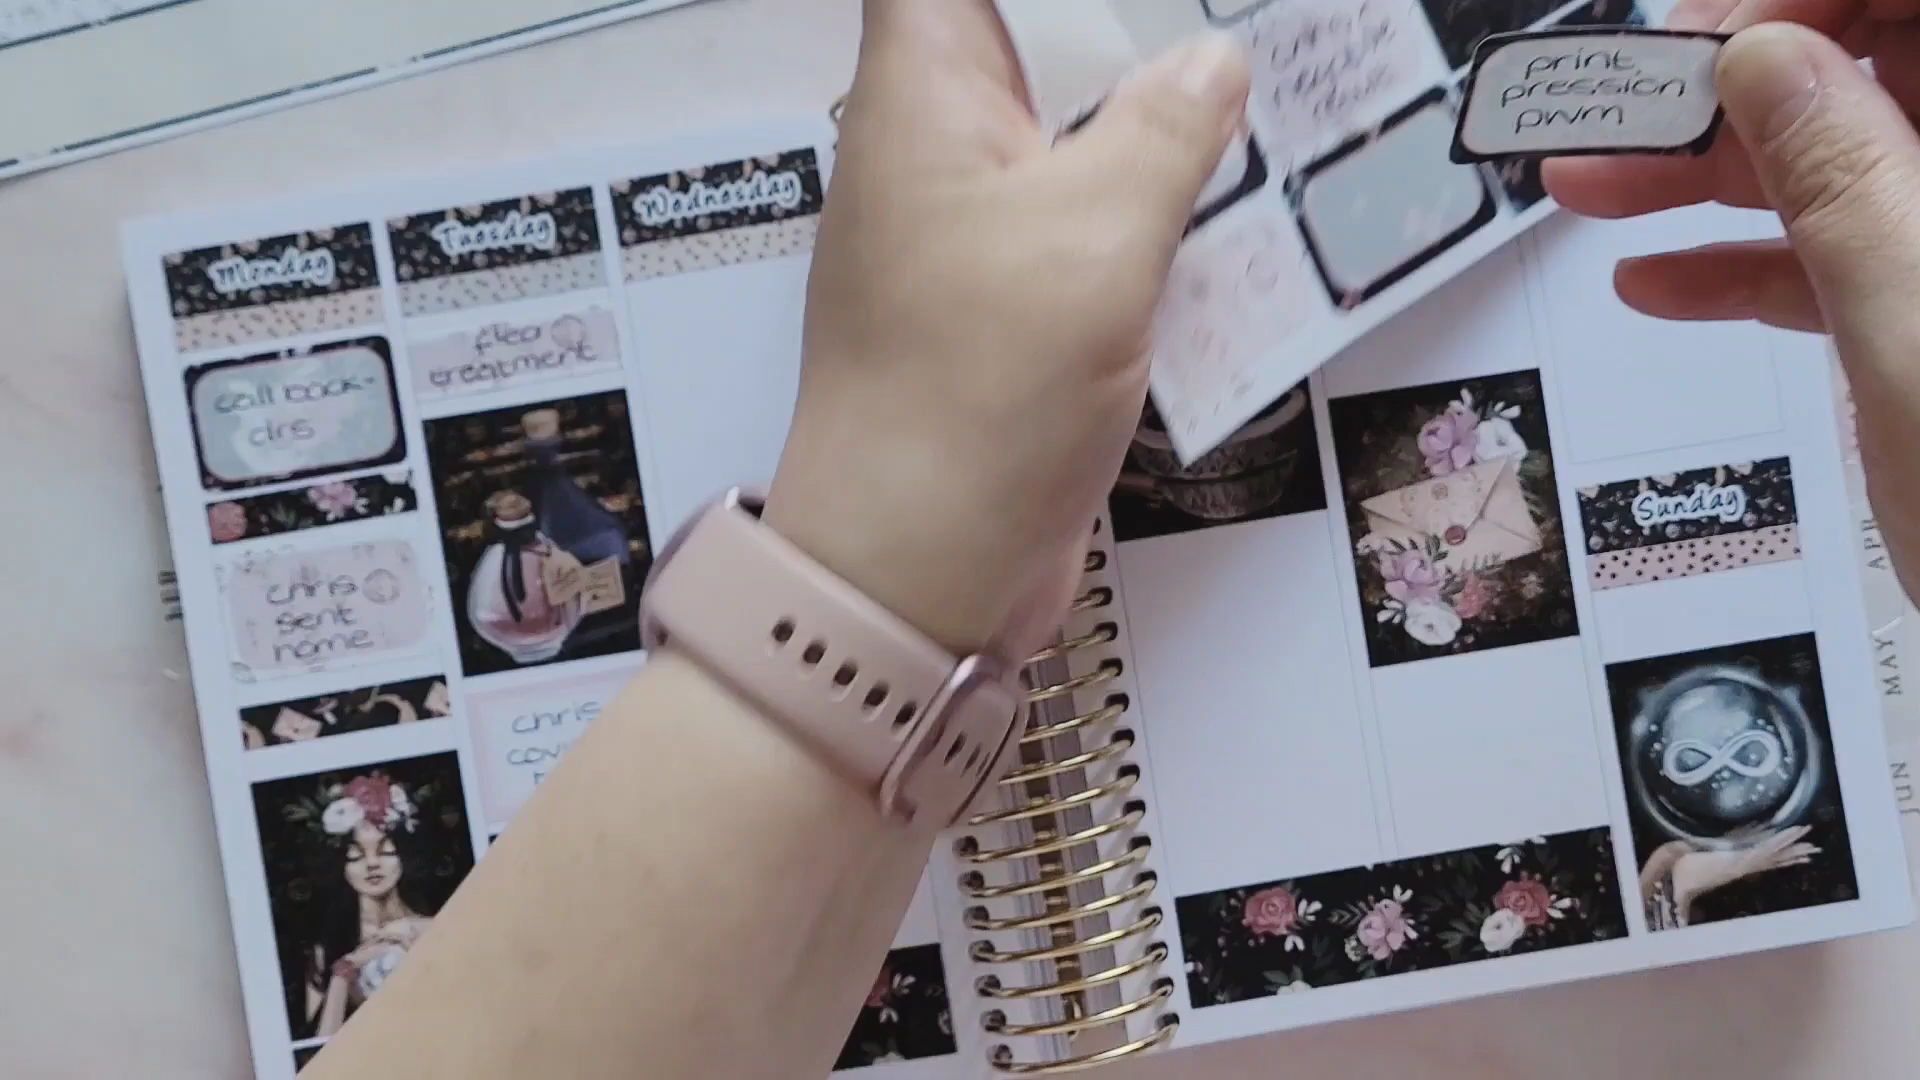 print
pression
pwm
Monday
Tuesday
Wednesday
flea
treatment
call back -
drs
chris
sent
home
chris
Sunday
APR
MAY
JUN